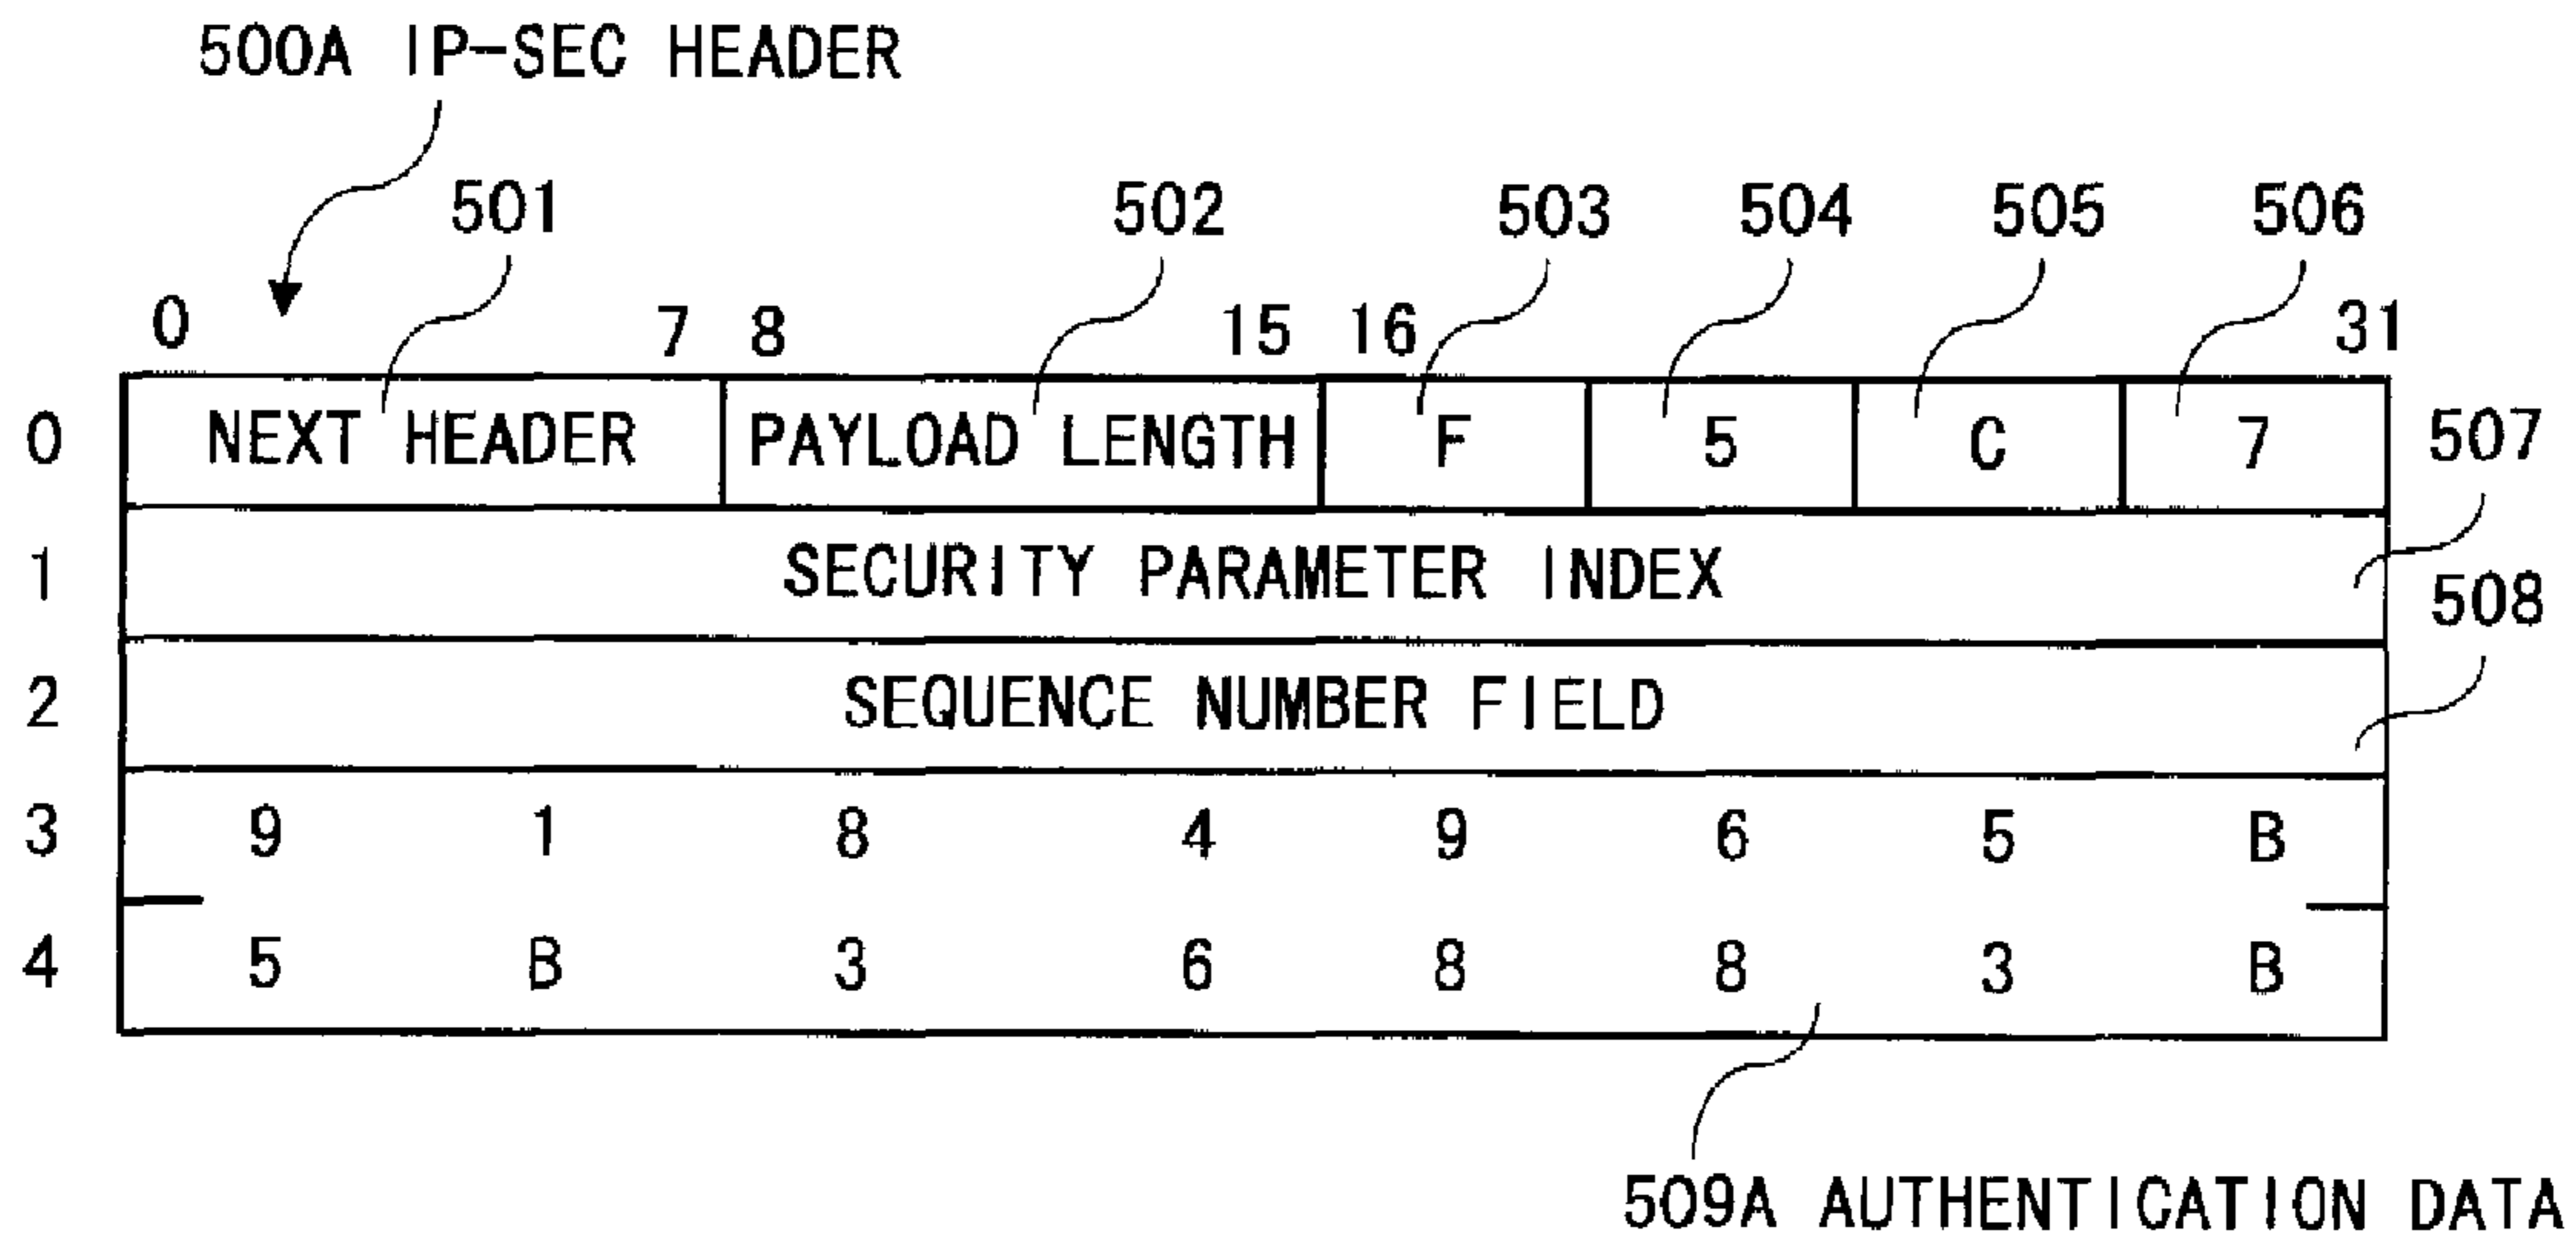 500A IP-SEC HEADER
501 502 503 504 505 506
0 7 8 15 16 31
0 NEXT HEADER PAYLOAD LENGTH F 5 C 7 507
1 SECURITY PARAMETER INDEX
508
2 SEQUENCE NUMBER FIELD
3 9 1 8 4 9 6 5 B
4 5 B 3 6 8 8 3 B
509A AUTHENTICATION DATA